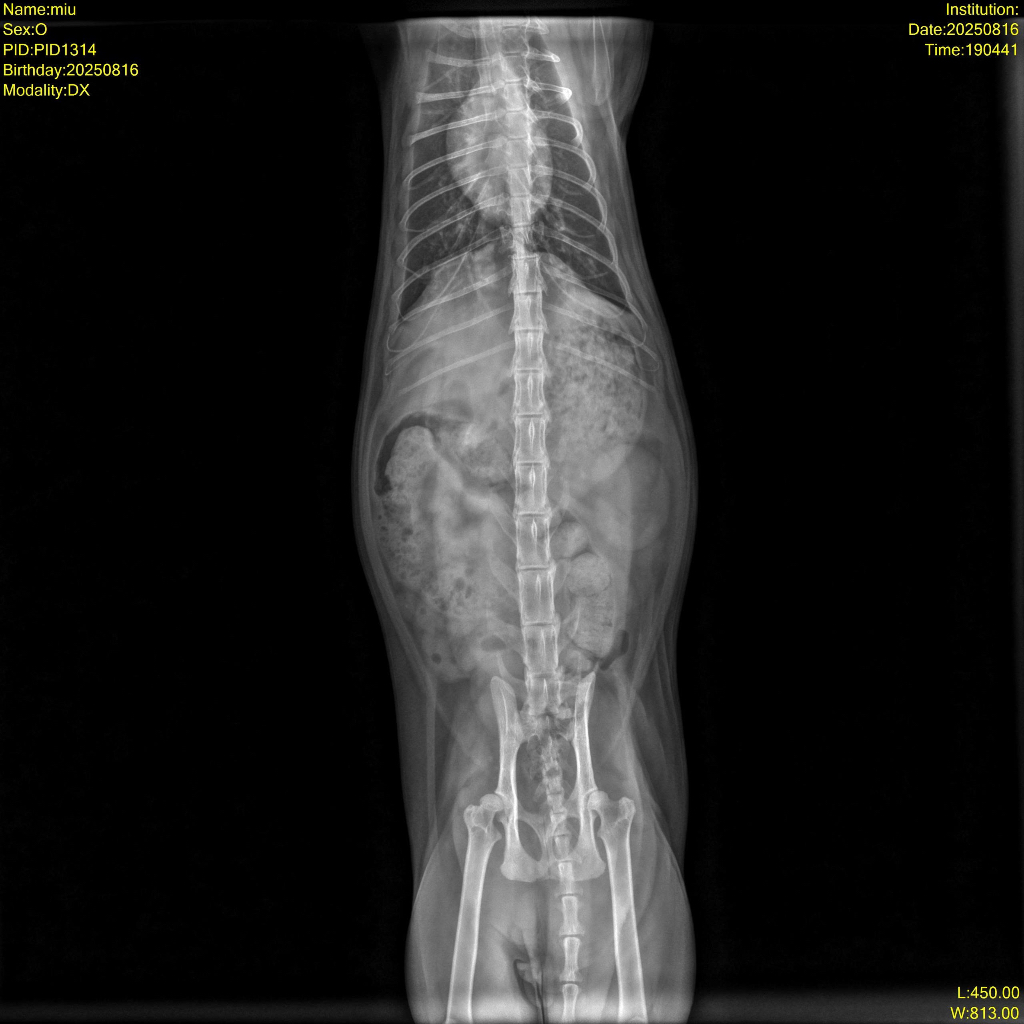 Name:miu
Sex:O
PID:PID1314
Birthday:20250816
Modality:DX
Institution:
Date:20250816
Time:190441
L:450.00
W:813.00